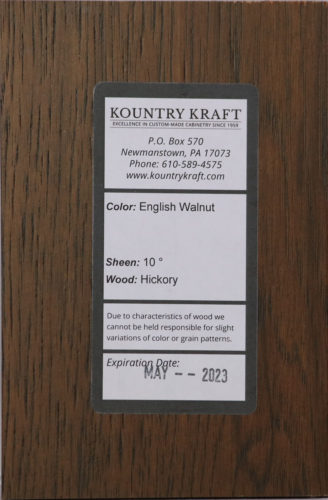 KOUNTRY KRAFT
EXCELLENCE IN CUSTOM-MADE CABINETRY SINCE 1959
P.O. Box 570
Newmanstown, PA 17073
Phone: 610-589-4575
www.kountrykraft.com
Color: English Walnut
Sheen: 10 °
Wood: Hickory
Due to characteristics of wood we
cannot be held responsible for slight
variations of color or grain patterns.
Expiration Date:
MAY -- 2023